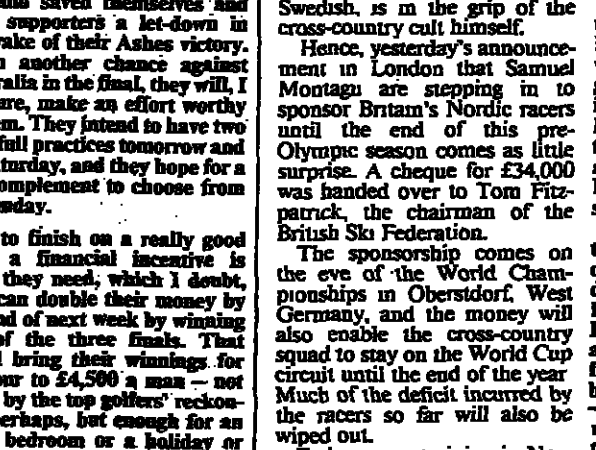 and saved themselves and
supporters a let-down in
wake of their Ashes victory.
another chance against
ralia in the final, they will, I
are, make an effort worthy
em. They intend to have two
full practices tomorrow and
turday, and they hope for a
omplement to choose from
nday.
to finish on a really good
a financial incentive is
they need, which I doubt,
can double their money by
nd of next week by winning
of the three finals. That
bring their winnings for
our to £4,500 a man — not
by the top golfers' reckon-
erhaps, but enough for an
bedroom or a holiday or
Swedish, is in the grip of the
cross-country cult himself.
Hence, yesterday's announce-
ment in London that Samuel
Montagu are stepping in to
sponsor Britain's Nordic racers
until the end of this pre-
Olympic season comes as little
surprise. A cheque for £34,000
was handed over to Tom Fitz-
patrick, the chairman of the
British Ski Federation.
The sponsorship comes on
the eve of the World Cham-
pionships in Oberstdorf, West
Germany, and the money will
also enable the cross-country
squad to stay on the World Cup
circuit until the end of the year
Much of the deficit incurred by
the racers so far will also be
wiped out.